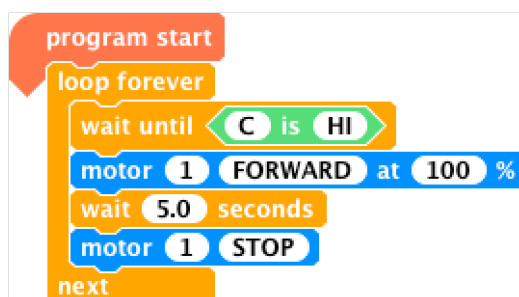 program start
loop forever
wait until C is HI
motor 1 FORWARD at 100 %
wait 5.0 seconds
motor 1 STOP
next